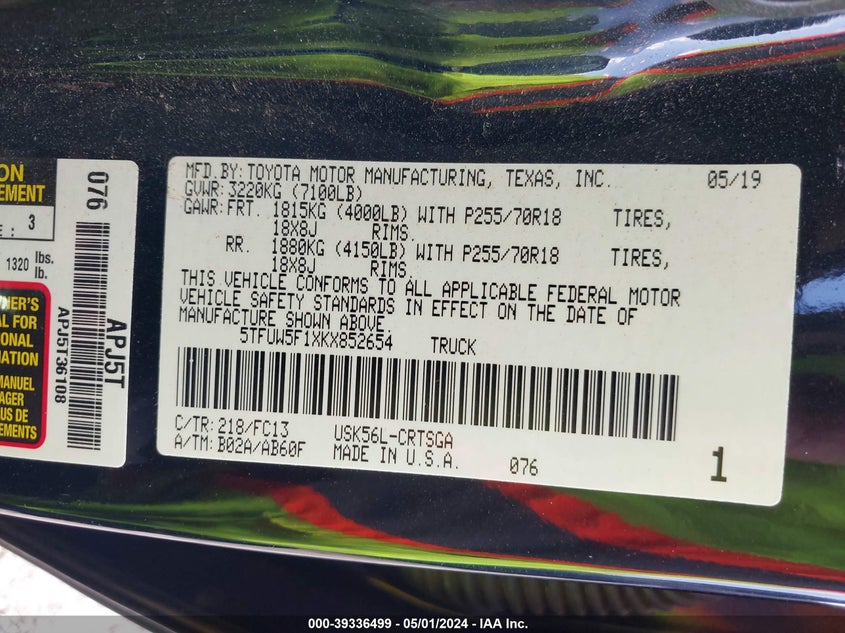 ON
EMENT
E : 3
1320 lbs.
lb.
NER'S
AL FOR
ONAL
MATION
MANUEL
AGER
US DE
NEMENTS
076
APJ5T
APJ5T36108
MFD.BY: TOYOTA MOTOR MANUFACTURING, TEXAS, INC. 05/19
GVWR: 3220KG (7100LB)
GAWR: FRT. 1815KG (4000LB) WITH P255/70R18 TIRES,
18X8J RIMS.
RR. 1880KG (4150LB) WITH P255/70R18 TIRES,
18X8J RIMS.
THIS VEHICLE CONFORMS TO ALL APPLICABLE FEDERAL MOTOR
VEHICLE SAFETY STANDARDS IN EFFECT ON THE DATE OF
MANUFACTURE SHOWN ABOVE.
5TFUW5F1XKX852654 TRUCK
C/TR: 218/FC13 USK56L-CRTSGA
A/TM: B02A/AB60F MADE IN U.S.A. 076 1
000-39336499 - 05/01/2024 - IAA Inc.